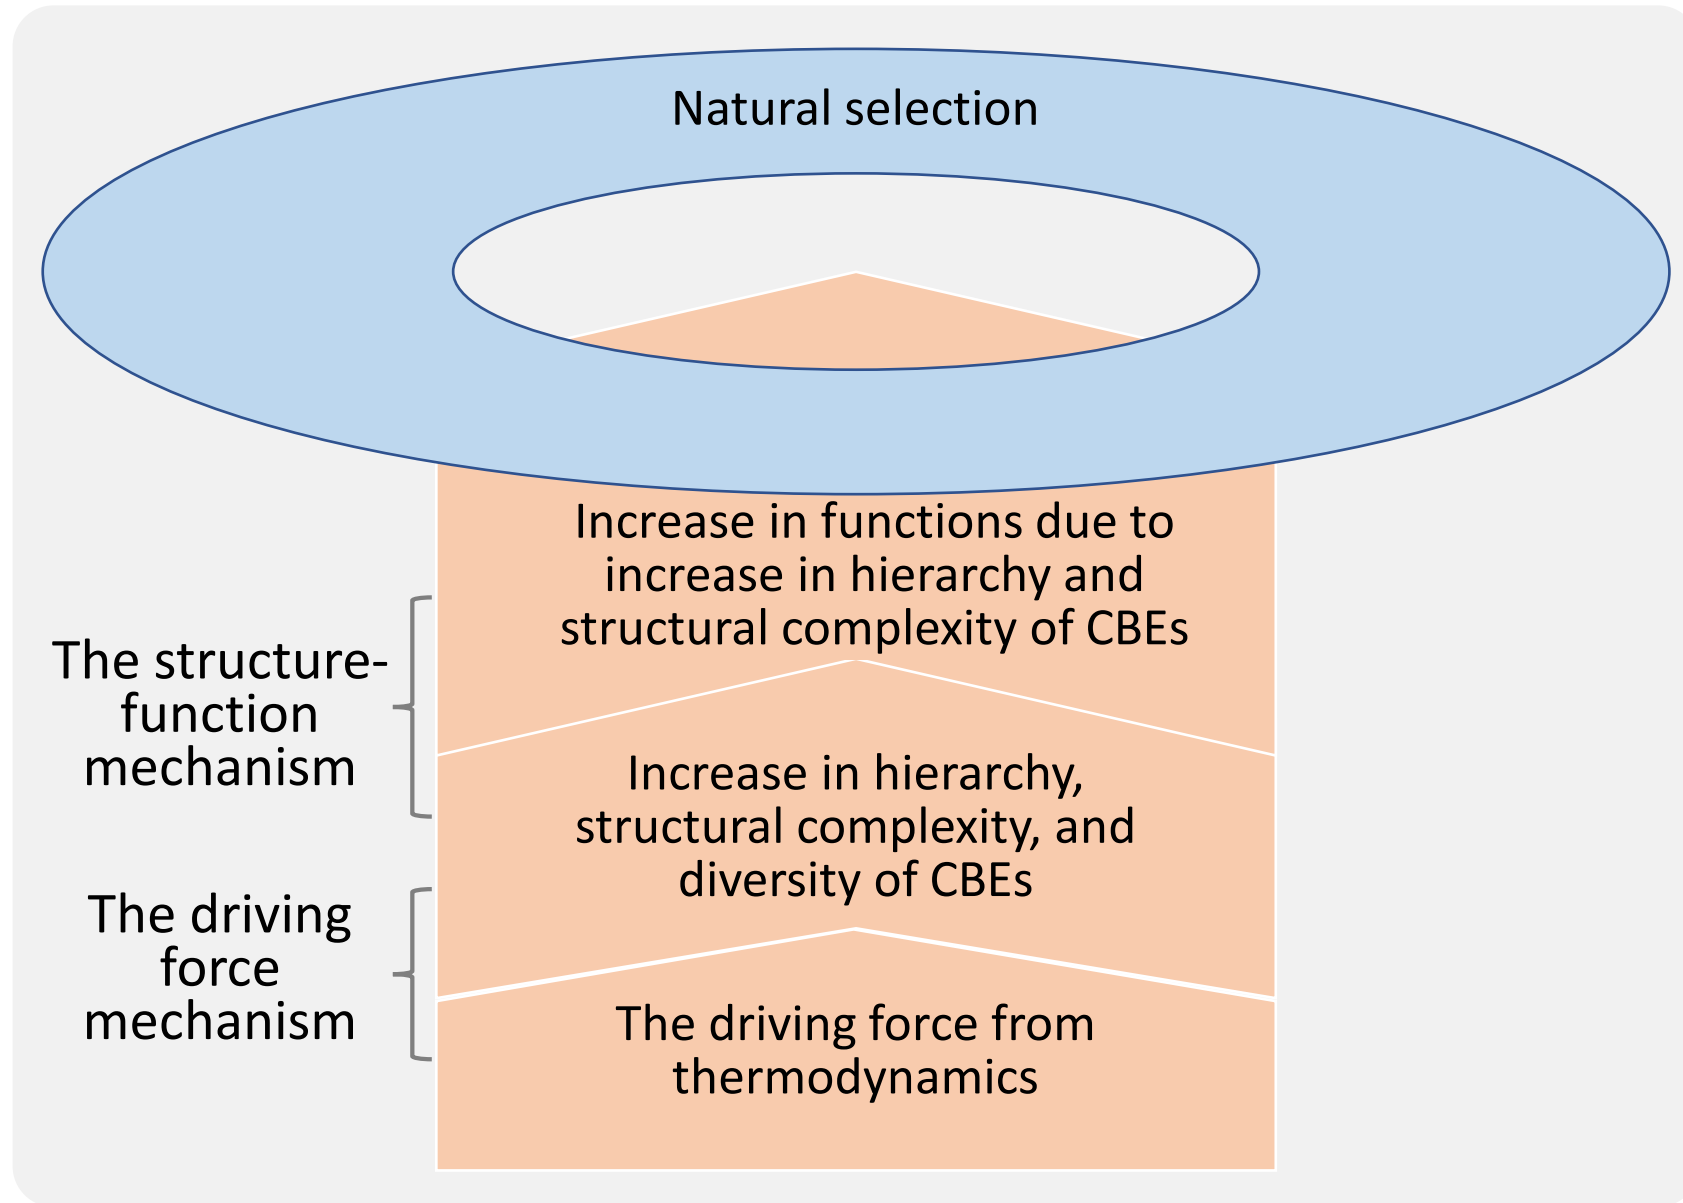 Natural selection
Increase in functions due to
increase in hierarchy and
structural complexity of CBEs
The structure-
function
mechanism
Increase in hierarchy,
structural complexity, and
diversity of CBEs
The driving
force
mechanism
The driving force from
thermodynamics